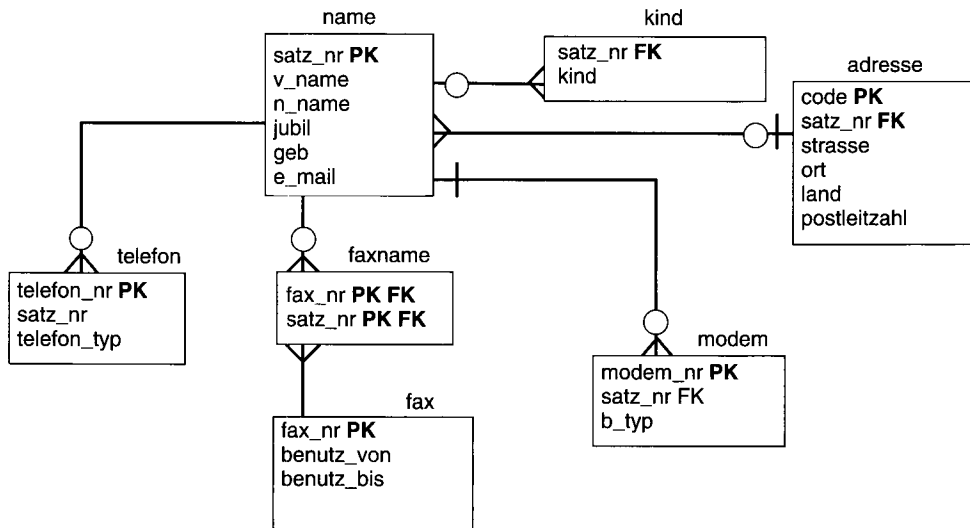 name
satz_nr PK
v_name
n_name
jubil
geb
e_mail
kind
satz_nr FK
kind
adresse
code PK
satz_nr FK
strasse
ort
land
postleitzahl
telefon
telefon_nr PK
satz_nr
telefon_typ
faxname
fax_nr PK FK
satz_nr PK FK
modem
modem_nr PK
satz_nr FK
b_typ
fax
fax_nr PK
benutz_von
benutz_bis